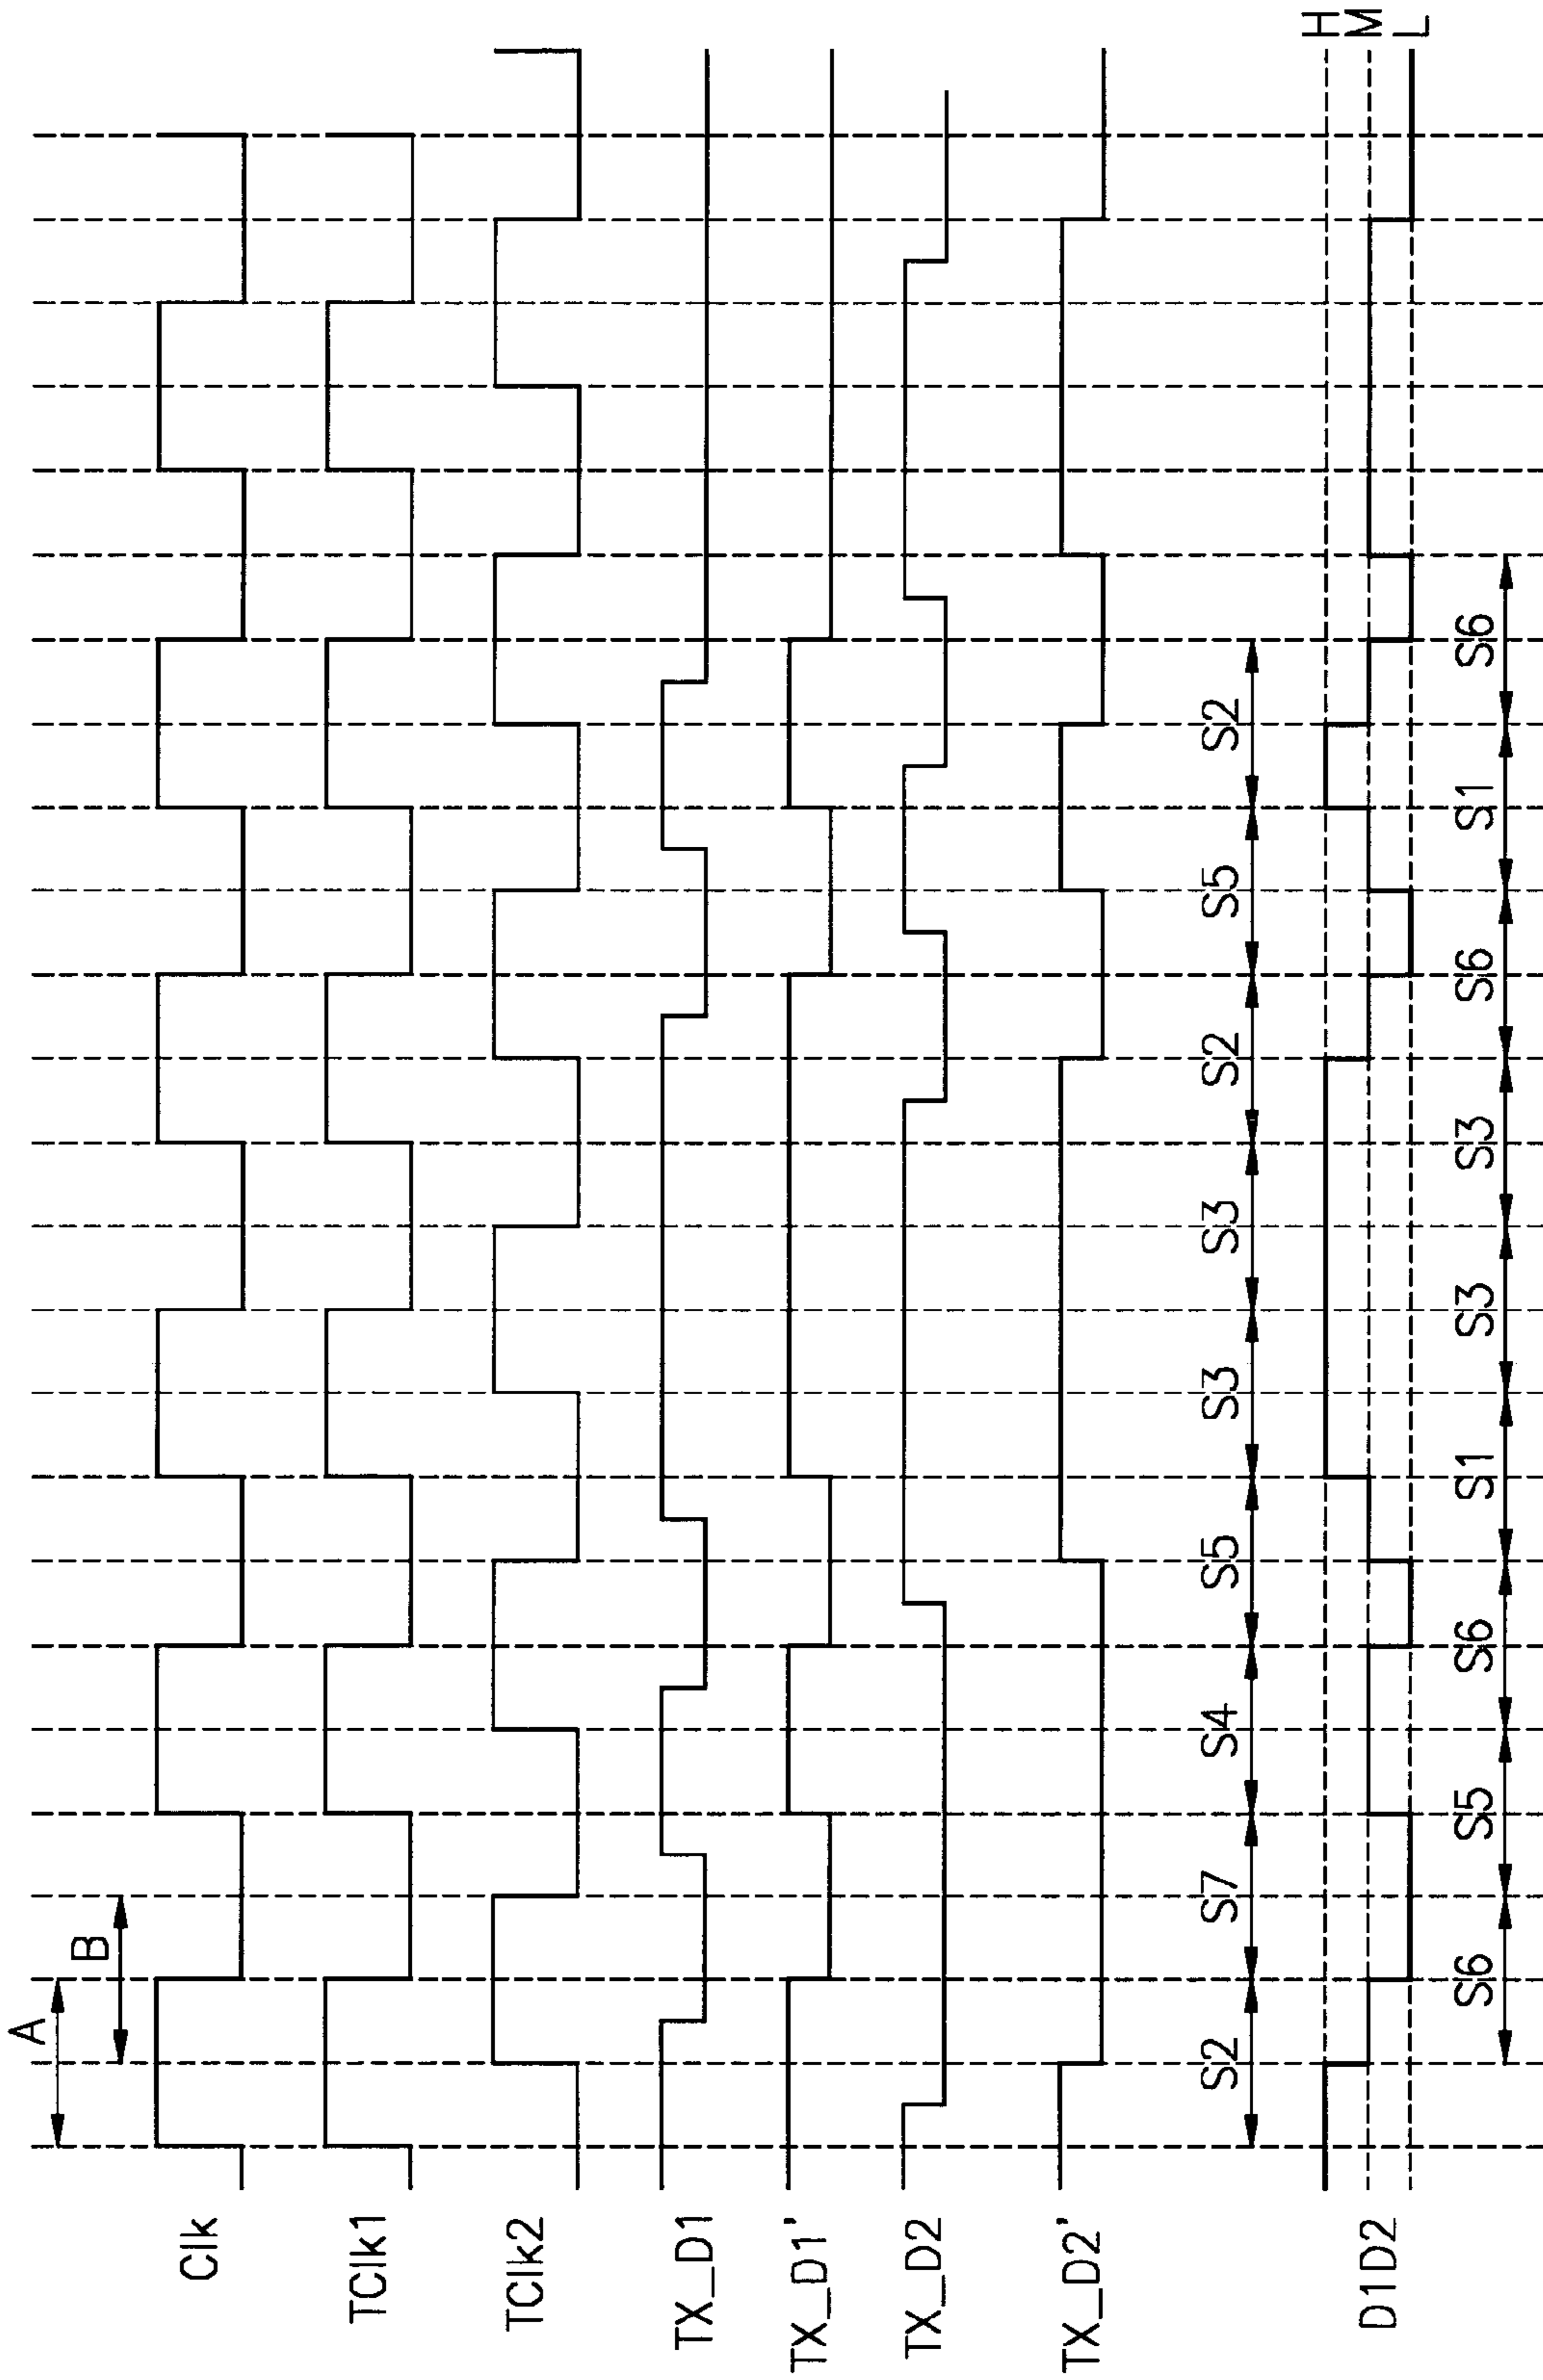 A
B
Clk
TClk1
TClk2
TX_D1
TX_D1'
TX_D2
TX_D2'
S2 S7 S4 S5 S3 S3 S2 S5 S2
H
D1D2 M
L
S6 S5 S6 S1 S3 S3 S6 S1 S6